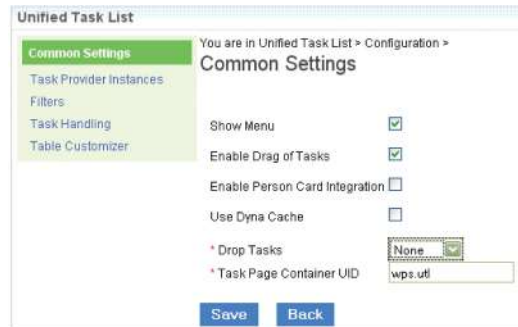 Unified Task List
Common Settings
Task Provider Instances
Filters
Task Handling
Table Customizer
You are in Unified Task List > Configuration >
Common Settings
Show Menu
Enable Drag of Tasks
Enable Person Card Integration
Use Dyna Cache
* Drop Tasks
None
* Task Page Container UID
wps.utl
Save
Back